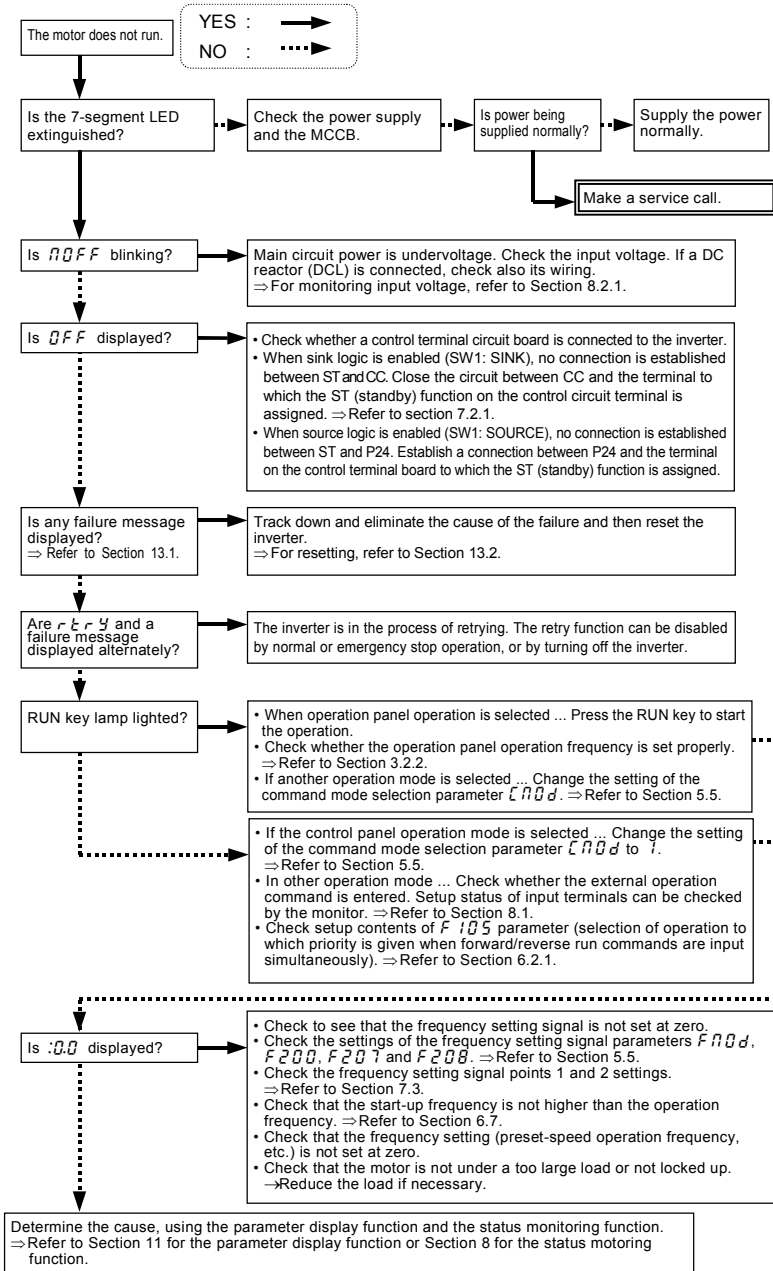 YES :
NO :
The motor does not run.
Is the 7-segment LED
extinguished?
Check the power supply
and the MCCB.
Is power being
supplied normally?
Supply the power
normally.
Make a service call.
Is MOFF blinking?
Main circuit power is undervoltage. Check the input voltage. If a DC
reactor (DCL) is connected, check also its wiring.
⇒For monitoring input voltage, refer to Section 8.2.1.
Is OFF displayed?
• Check whether a control terminal circuit board is connected to the inverter.
• When sink logic is enabled (SW1: SINK), no connection is established
between ST and CC. Close the circuit between CC and the terminal to
which the ST (standby) function on the control circuit terminal is
assigned. ⇒Refer to section 7.2.1.
• When source logic is enabled (SW1: SOURCE), no connection is established
between ST and P24. Establish a connection between P24 and the terminal
on the control terminal board to which the ST (standby) function is assigned.
Is any failure message
displayed?
⇒ Refer to Section 13.1.
Track down and eliminate the cause of the failure and then reset the
inverter.
⇒For resetting, refer to Section 13.2.
Are rtry and a
failure message
displayed alternately?
The inverter is in the process of retrying. The retry function can be disabled
by normal or emergency stop operation, or by turning off the inverter.
RUN key lamp lighted?
• When operation panel operation is selected ... Press the RUN key to start
the operation.
• Check whether the operation panel operation frequency is set properly.
⇒Refer to Section 3.2.2.
• If another operation mode is selected ... Change the setting of the
command mode selection parameter CMOd. ⇒Refer to Section 5.5.
• If the control panel operation mode is selected ... Change the setting
of the command mode selection parameter CMOd to 1.
⇒Refer to Section 5.5.
• In other operation mode ... Check whether the external operation
command is entered. Setup status of input terminals can be checked
by the monitor. ⇒Refer to Section 8.1.
• Check setup contents of F105 parameter (selection of operation to
which priority is given when forward/reverse run commands are input
simultaneously). ⇒Refer to Section 6.2.1.
Is :0.0 displayed?
• Check to see that the frequency setting signal is not set at zero.
• Check the settings of the frequency setting signal parameters FMOd,
F200, F207 and F208. ⇒Refer to Section 5.5.
• Check the frequency setting signal points 1 and 2 settings.
⇒Refer to Section 7.3.
• Check that the start-up frequency is not higher than the operation
frequency. ⇒Refer to Section 6.7.
• Check that the frequency setting (preset-speed operation frequency,
etc.) is not set at zero.
• Check that the motor is not under a too large load or not locked up.
→Reduce the load if necessary.
Determine the cause, using the parameter display function and the status monitoring function.
⇒Refer to Section 11 for the parameter display function or Section 8 for the status motoring
function.